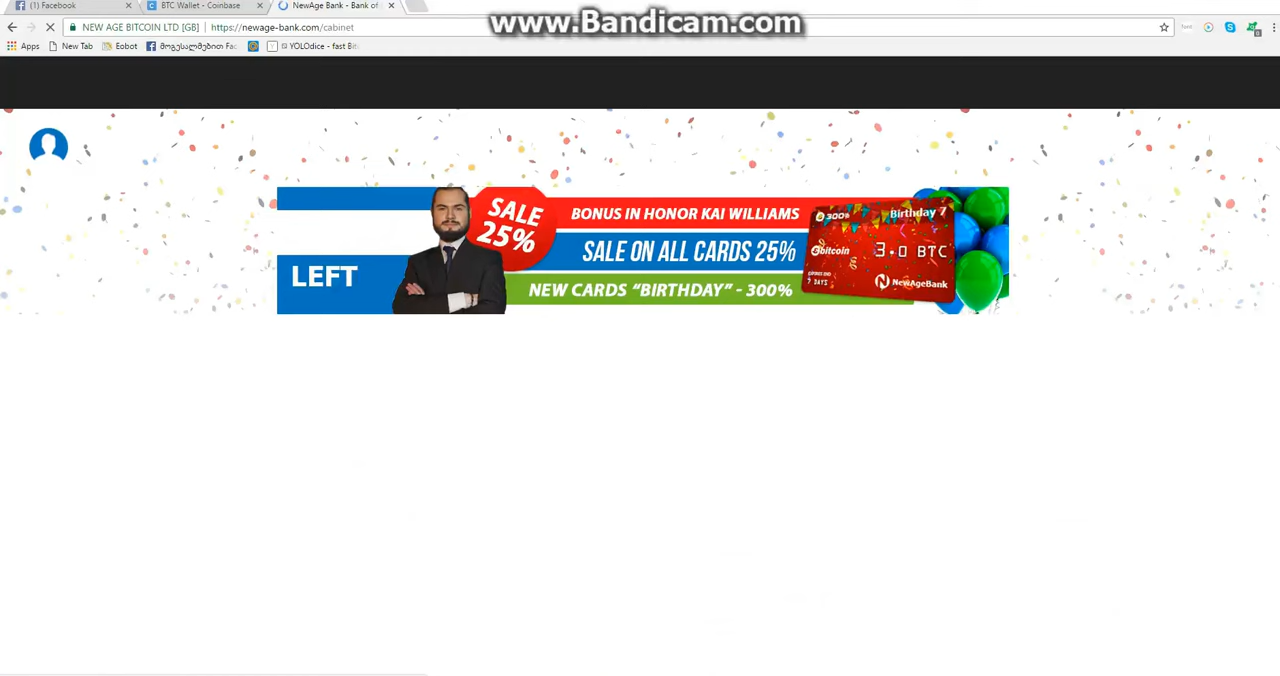 (1) Facebook
BTC Wallet - Coinbase
NewAge Bank - Bank of
www.Bandicam.com
NEW AGE BITCOIN LTD [GB]
https://newage-bank.com/cabinet
Apps
New Tab
Eobot
მოგესალმებით Fac
YOLOdice - fast Bit
SALE
25%
BONUS IN HONOR KAI WILLIAMS
SALE ON ALL CARDS 25%
NEW CARDS “BIRTHDAY” - 300%
LEFT
300%
Birthday 7
bitcoin
3.0 BTC
7 DAYS
NewAgeBank